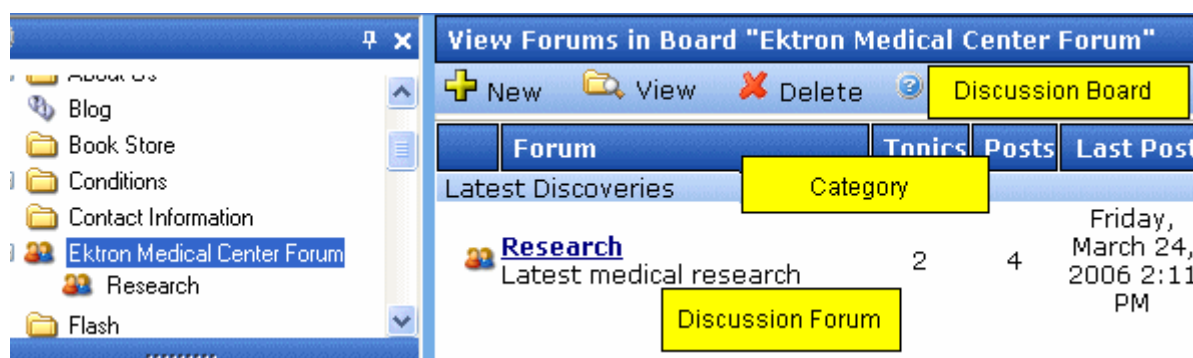 About Us
Blog
Book Store
Conditions
Contact Information
Ektron Medical Center Forum
Research
Flash
View Forums in Board "Ektron Medical Center Forum"
New View Delete Discussion Board
Forum Topics Posts Last Post
Latest Discoveries Category
Research
Latest medical research
2 4
Friday,
March 24,
2006 2:11
PM
Discussion Forum